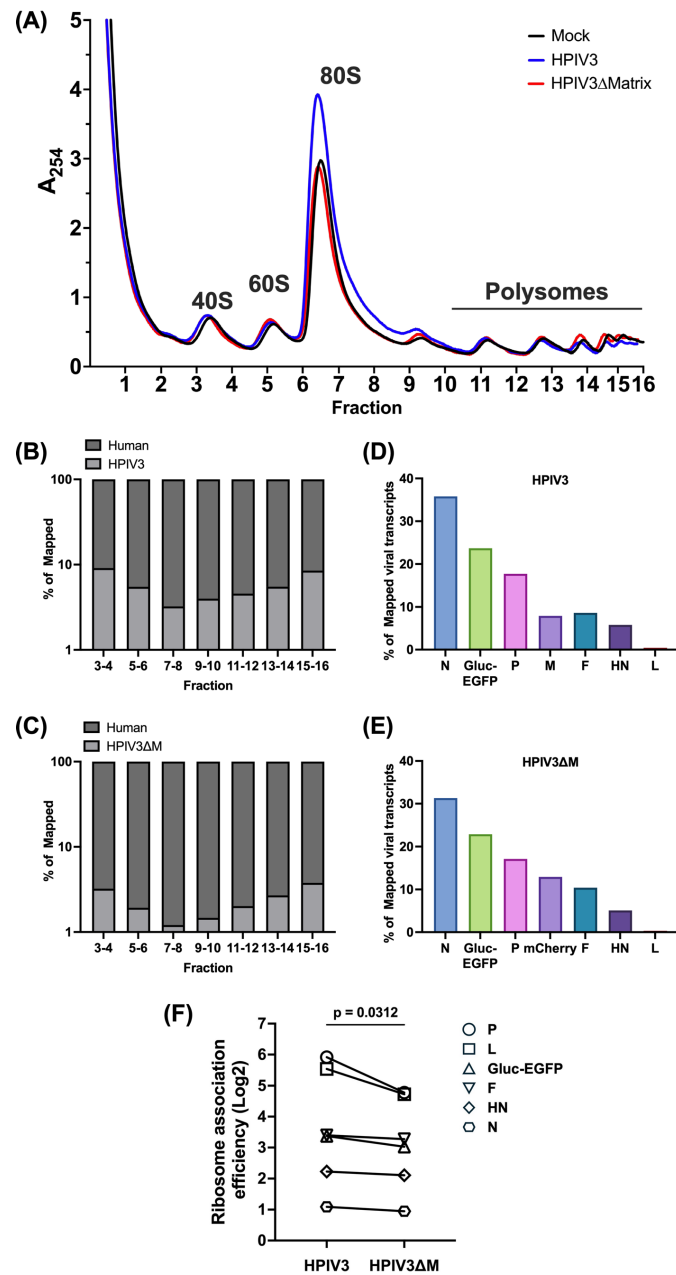 (A)
Mock
HPIV3
HPIV3ΔMatrix
5
4
3
2
1
0
A254
80S
40S
60S
Polysomes
1 2 3 4 5 6 7 8 9 10 11 12 13 14 15 16
Fraction
(B)
Human
HPIV3
100
10
1
% of Mapped
3-4 5-6 7-8 9-10 11-12 13-14 15-16
Fraction
(D)
HPIV3
40
30
20
10
0
% of Mapped viral transcripts
N Gluc-EGFP P M F HN L
(C)
Human
HPIV3ΔM
100
10
1
% of Mapped
3-4 5-6 7-8 9-10 11-12 13-14 15-16
Fraction
(E)
HPIV3ΔM
40
30
20
10
0
% of Mapped viral transcripts
N Gluc-EGFP P mCherry F HN L
(F)
p = 0.0312
7
6
5
4
3
2
1
0
Ribosome association
efficiency (Log2)
HPIV3 HPIV3ΔM
P
L
Gluc-EGFP
F
HN
N